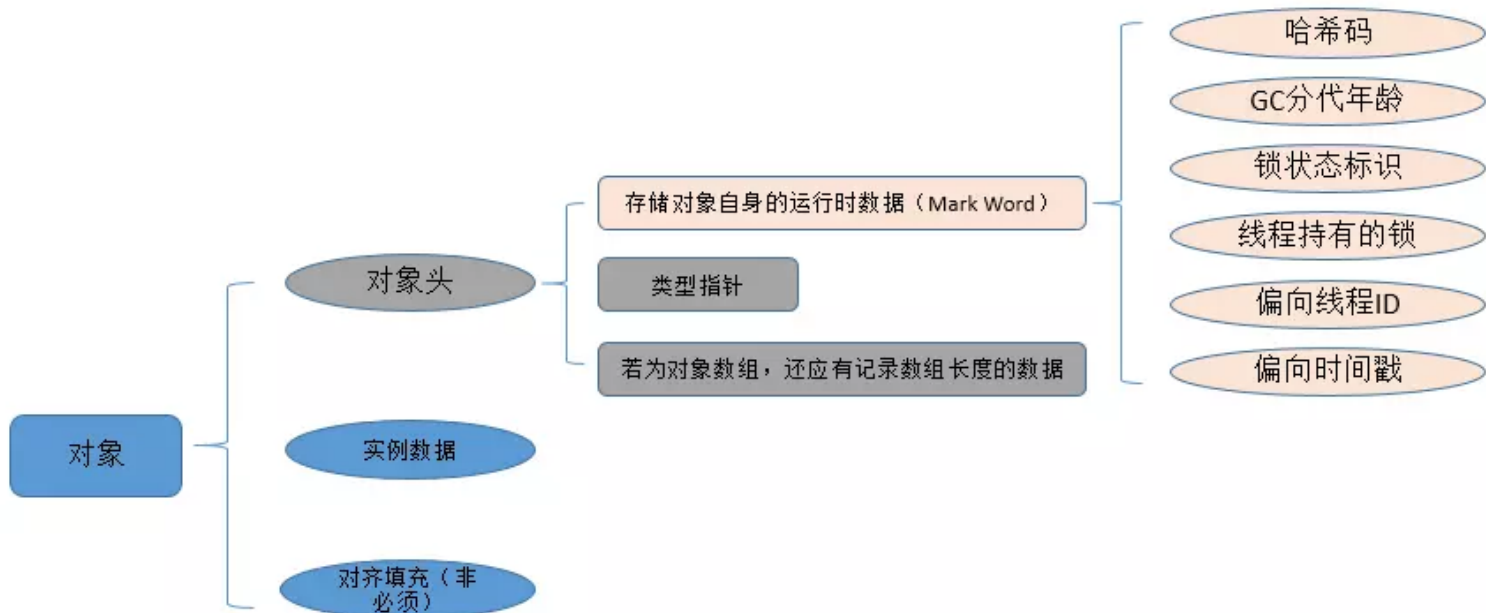 对象
对象头
实例数据
对齐填充（非
必须）
存储对象自身的运行时数据（Mark Word）
类型指针
若为对象数组，还应有记录数组长度的数据
哈希码
GC分代年龄
锁状态标识
线程持有的锁
偏向线程ID
偏向时间戳